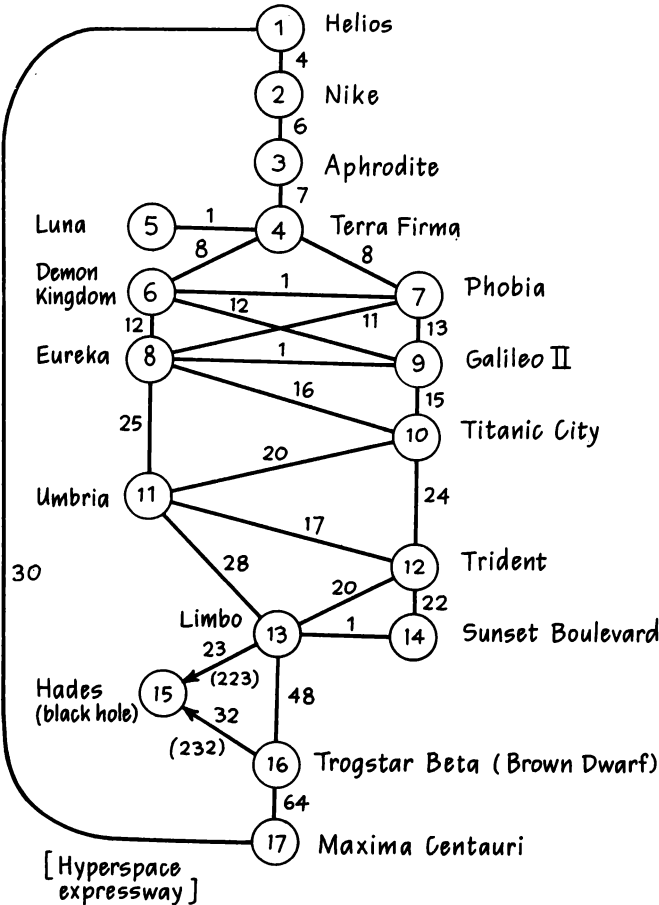 1 Helios
4
2 Nike
6
3 Aphrodite
7
Luna 5 1 4 Terra Firma
8 8
Demon
Kingdom 6 1 7 Phobia
12 12 11 13
Eureka 8 1 9 Galileo II
16 15
10 Titanic City
25 20
24
Umbria 11
17
12 Trident
30 28 20
22
Limbo 13 1 14 Sunset Boulevard
23
(223)
Hades
(black hole) 15
48
32
(232)
16 Trogstar Beta (Brown Dwarf)
64
17 Maxima Centauri
[Hyperspace
expressway]